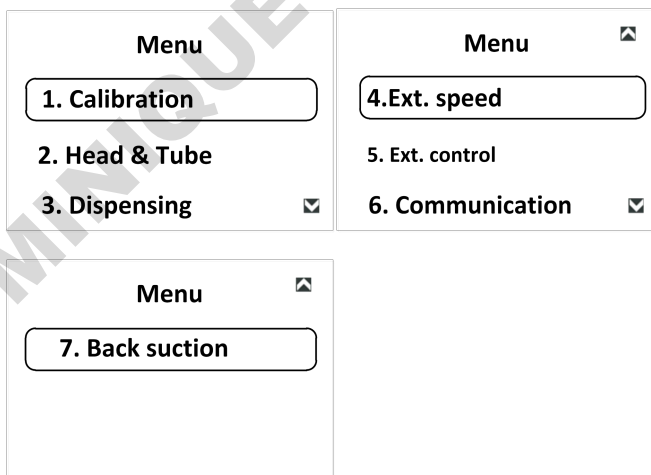 Menu
1. Calibration
2. Head & Tube
3. Dispensing
Menu
4.Ext. speed
5. Ext. control
6. Communication
Menu
7. Back suction
MINIQUE